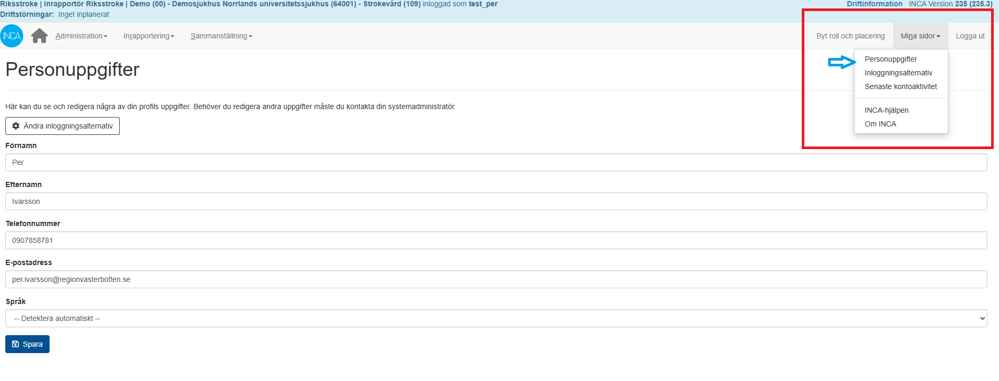 Riksstroke | Inrapportör Riksstroke | Demo (00) - Demosjukhus Norrlands universitetssjukhus (64001) - Strokevård (109) inloggad som test_per
Driftinformation INCA Version 235 (235.3)
Driftstörningar: Inget inplanerat
INCA
Administration
Inrapportering
Sammanställning
Byt roll och placering
Mina sidor
Logga ut
Personuppgifter
Inloggningsalternativ
Senaste kontoaktivitet
INCA-hjälpen
Om INCA
Personuppgifter
Här kan du se och redigera några av din profils uppgifter. Behöver du redigera andra uppgifter måste du kontakta din systemadministratör.
Ändra inloggningsalternativ
Förnamn
Per
Efternamn
Ivarsson
Telefonnummer
0907858781
E-postadress
per.ivarsson@regionvasterbotten.se
Språk
-- Detektera automatiskt --
Spara